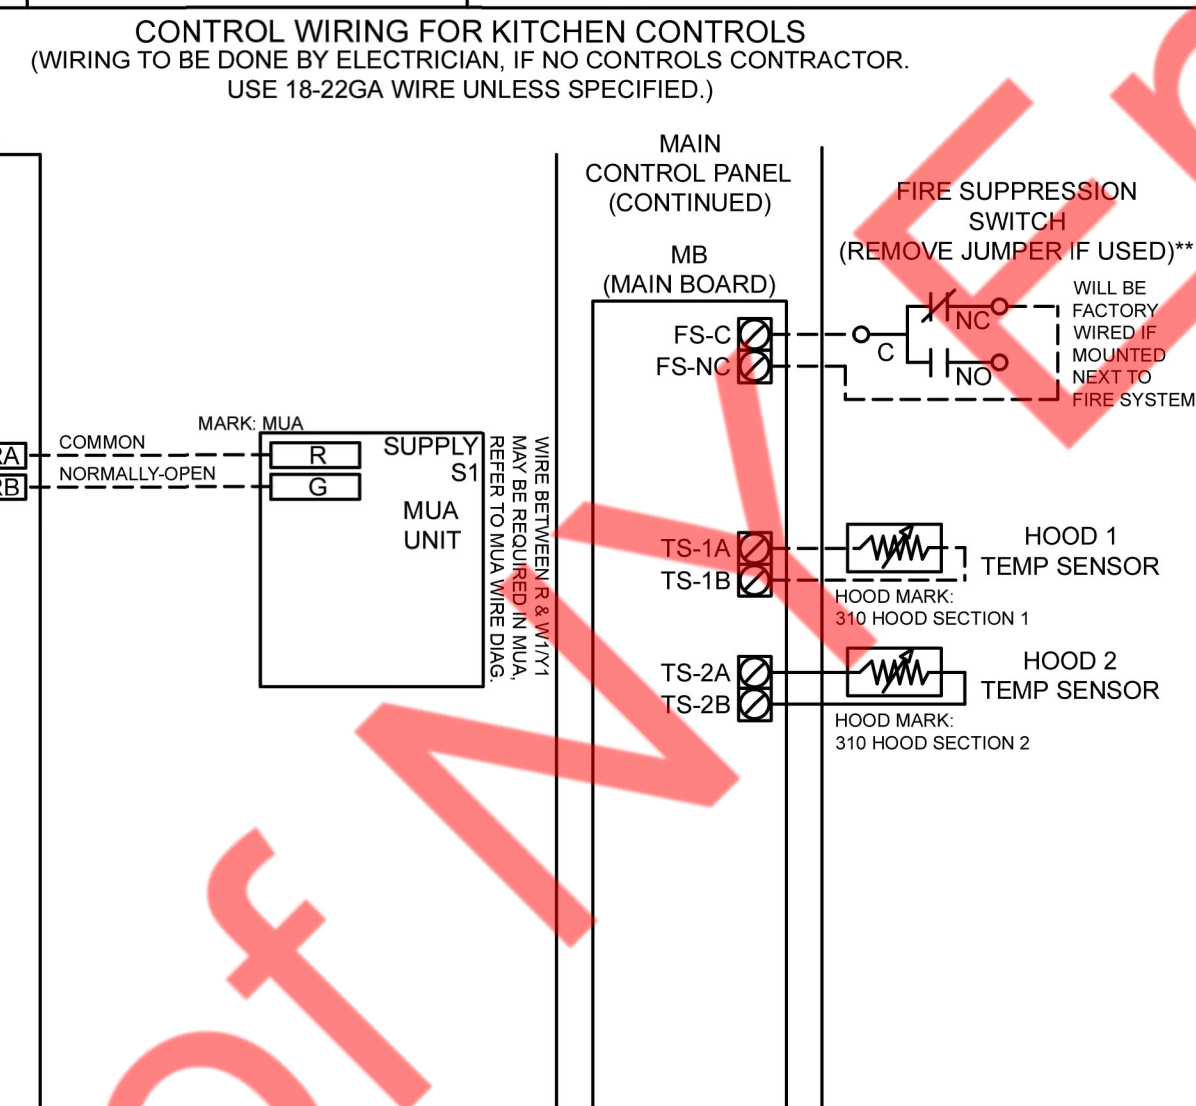 CONTROL WIRING FOR KITCHEN CONTROLS
(WIRING TO BE DONE BY ELECTRICIAN, IF NO CONTROLS CONTRACTOR.
USE 18-22GA WIRE UNLESS SPECIFIED.)
MAIN
CONTROL PANEL
(CONTINUED)
MB
(MAIN BOARD)
FIRE SUPPRESSION
SWITCH
(REMOVE JUMPER IF USED)**
WILL BE
FACTORY
WIRED IF
MOUNTED
NEXT TO
FIRE SYSTEM
FS-C
FS-NC
C
NC
NO
MARK: MUA
COMMON
NORMALLY-OPEN
A
B
R
G
SUPPLY
S1
MUA
UNIT
WIRE BETWEEN R & W1/Y1
MAY BE REQUIRED IN MUA,
REFER TO MUA WIRE DIAG.
TS-1A
TS-1B
HOOD 1
TEMP SENSOR
HOOD MARK:
310 HOOD SECTION 1
TS-2A
TS-2B
HOOD 2
TEMP SENSOR
HOOD MARK:
310 HOOD SECTION 2
of NY En